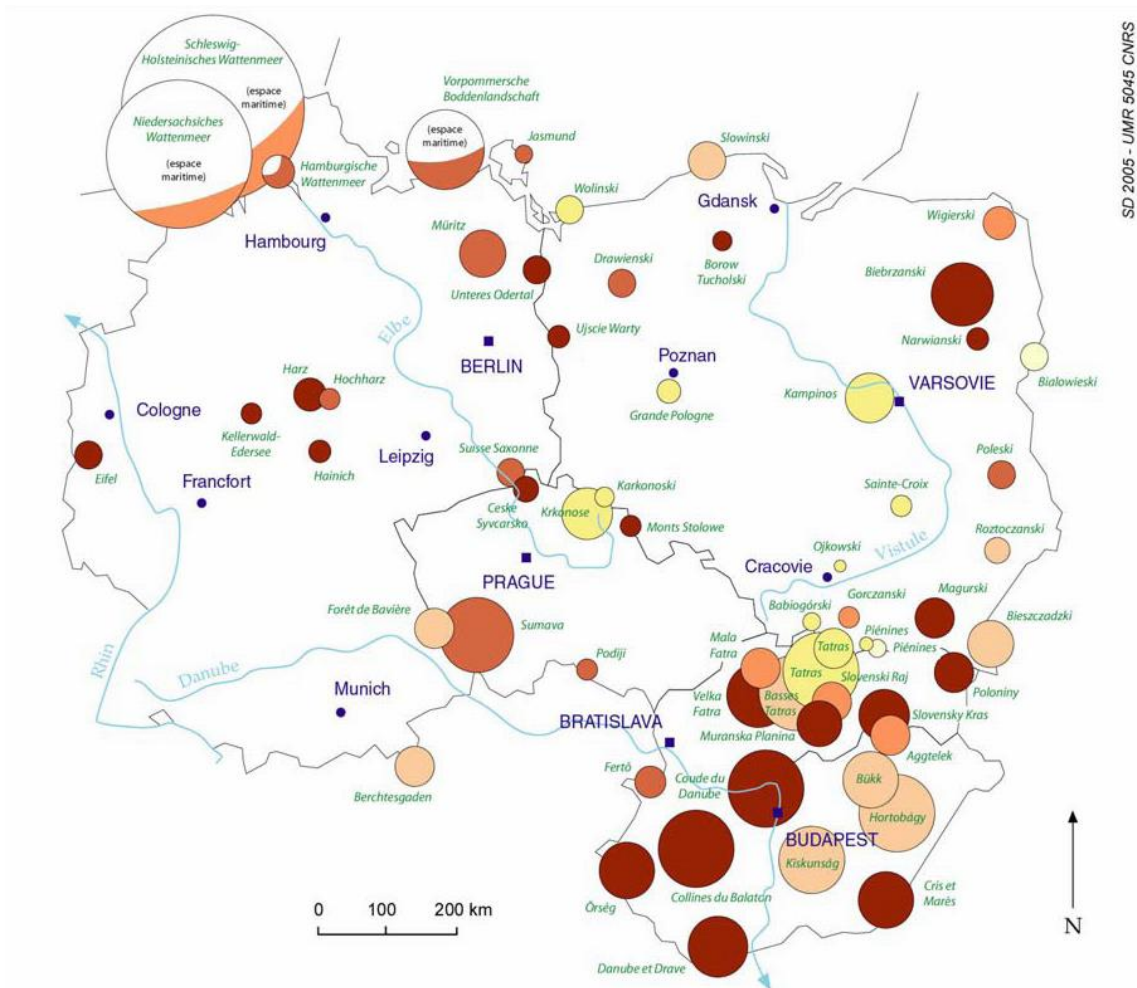 SD 2005 - UMR 5045 CNRS
Schleswig-
Holsteinisches Wattenmeer
(espace
maritime)
Niedersachsiches
Wattenmeer
(espace
maritime)
Hamburgische
Wattenmeer
Vorpommersche
Boddenlandschaft
(espace
maritime)
Jasmund
Slowinski
Wolinski
Gdansk
Wigierski
Hambourg
Müritz
Unteres Odertal
Drawienski
Borow
Tucholski
Biebrzanski
Narwianski
Ujscie Warty
Elbe
BERLIN
Poznan
Grande Pologne
Kampinos
VARSOVIE
Bialowieski
Harz
Hochharz
Cologne
Kellerwald-
Edersee
Hainich
Leipzig
Eifel
Francfort
Suisse Saxonne
Ceske
Syvcarsko
Krkonose
Karkonoski
Monts Stolowe
Sainte-Croix
Poleski
Vistule
Roztoczanski
Ojkowski
Cracovie
PRAGUE
Forêt de Bavière
Sumava
Podiji
Babiogórski
Gorczanski
Magurski
Bieszczadzki
Piénines
Piénines
Mala
Fatra
Tatras
Tatras
Slovenski Raj
Velka
Fatra
Basses
Tatras
Muranska Planina
Slovensky Kras
Poloniny
Aggtelek
Rhin
Danube
Munich
Berchtesgaden
BRATISLAVA
Fertô
Coude du
Danube
Bükk
Hortobágy
BUDAPEST
Kiskunság
Örség
Collines du Balaton
Cris et
Marès
Danube et Drave
0 100 200 km
N